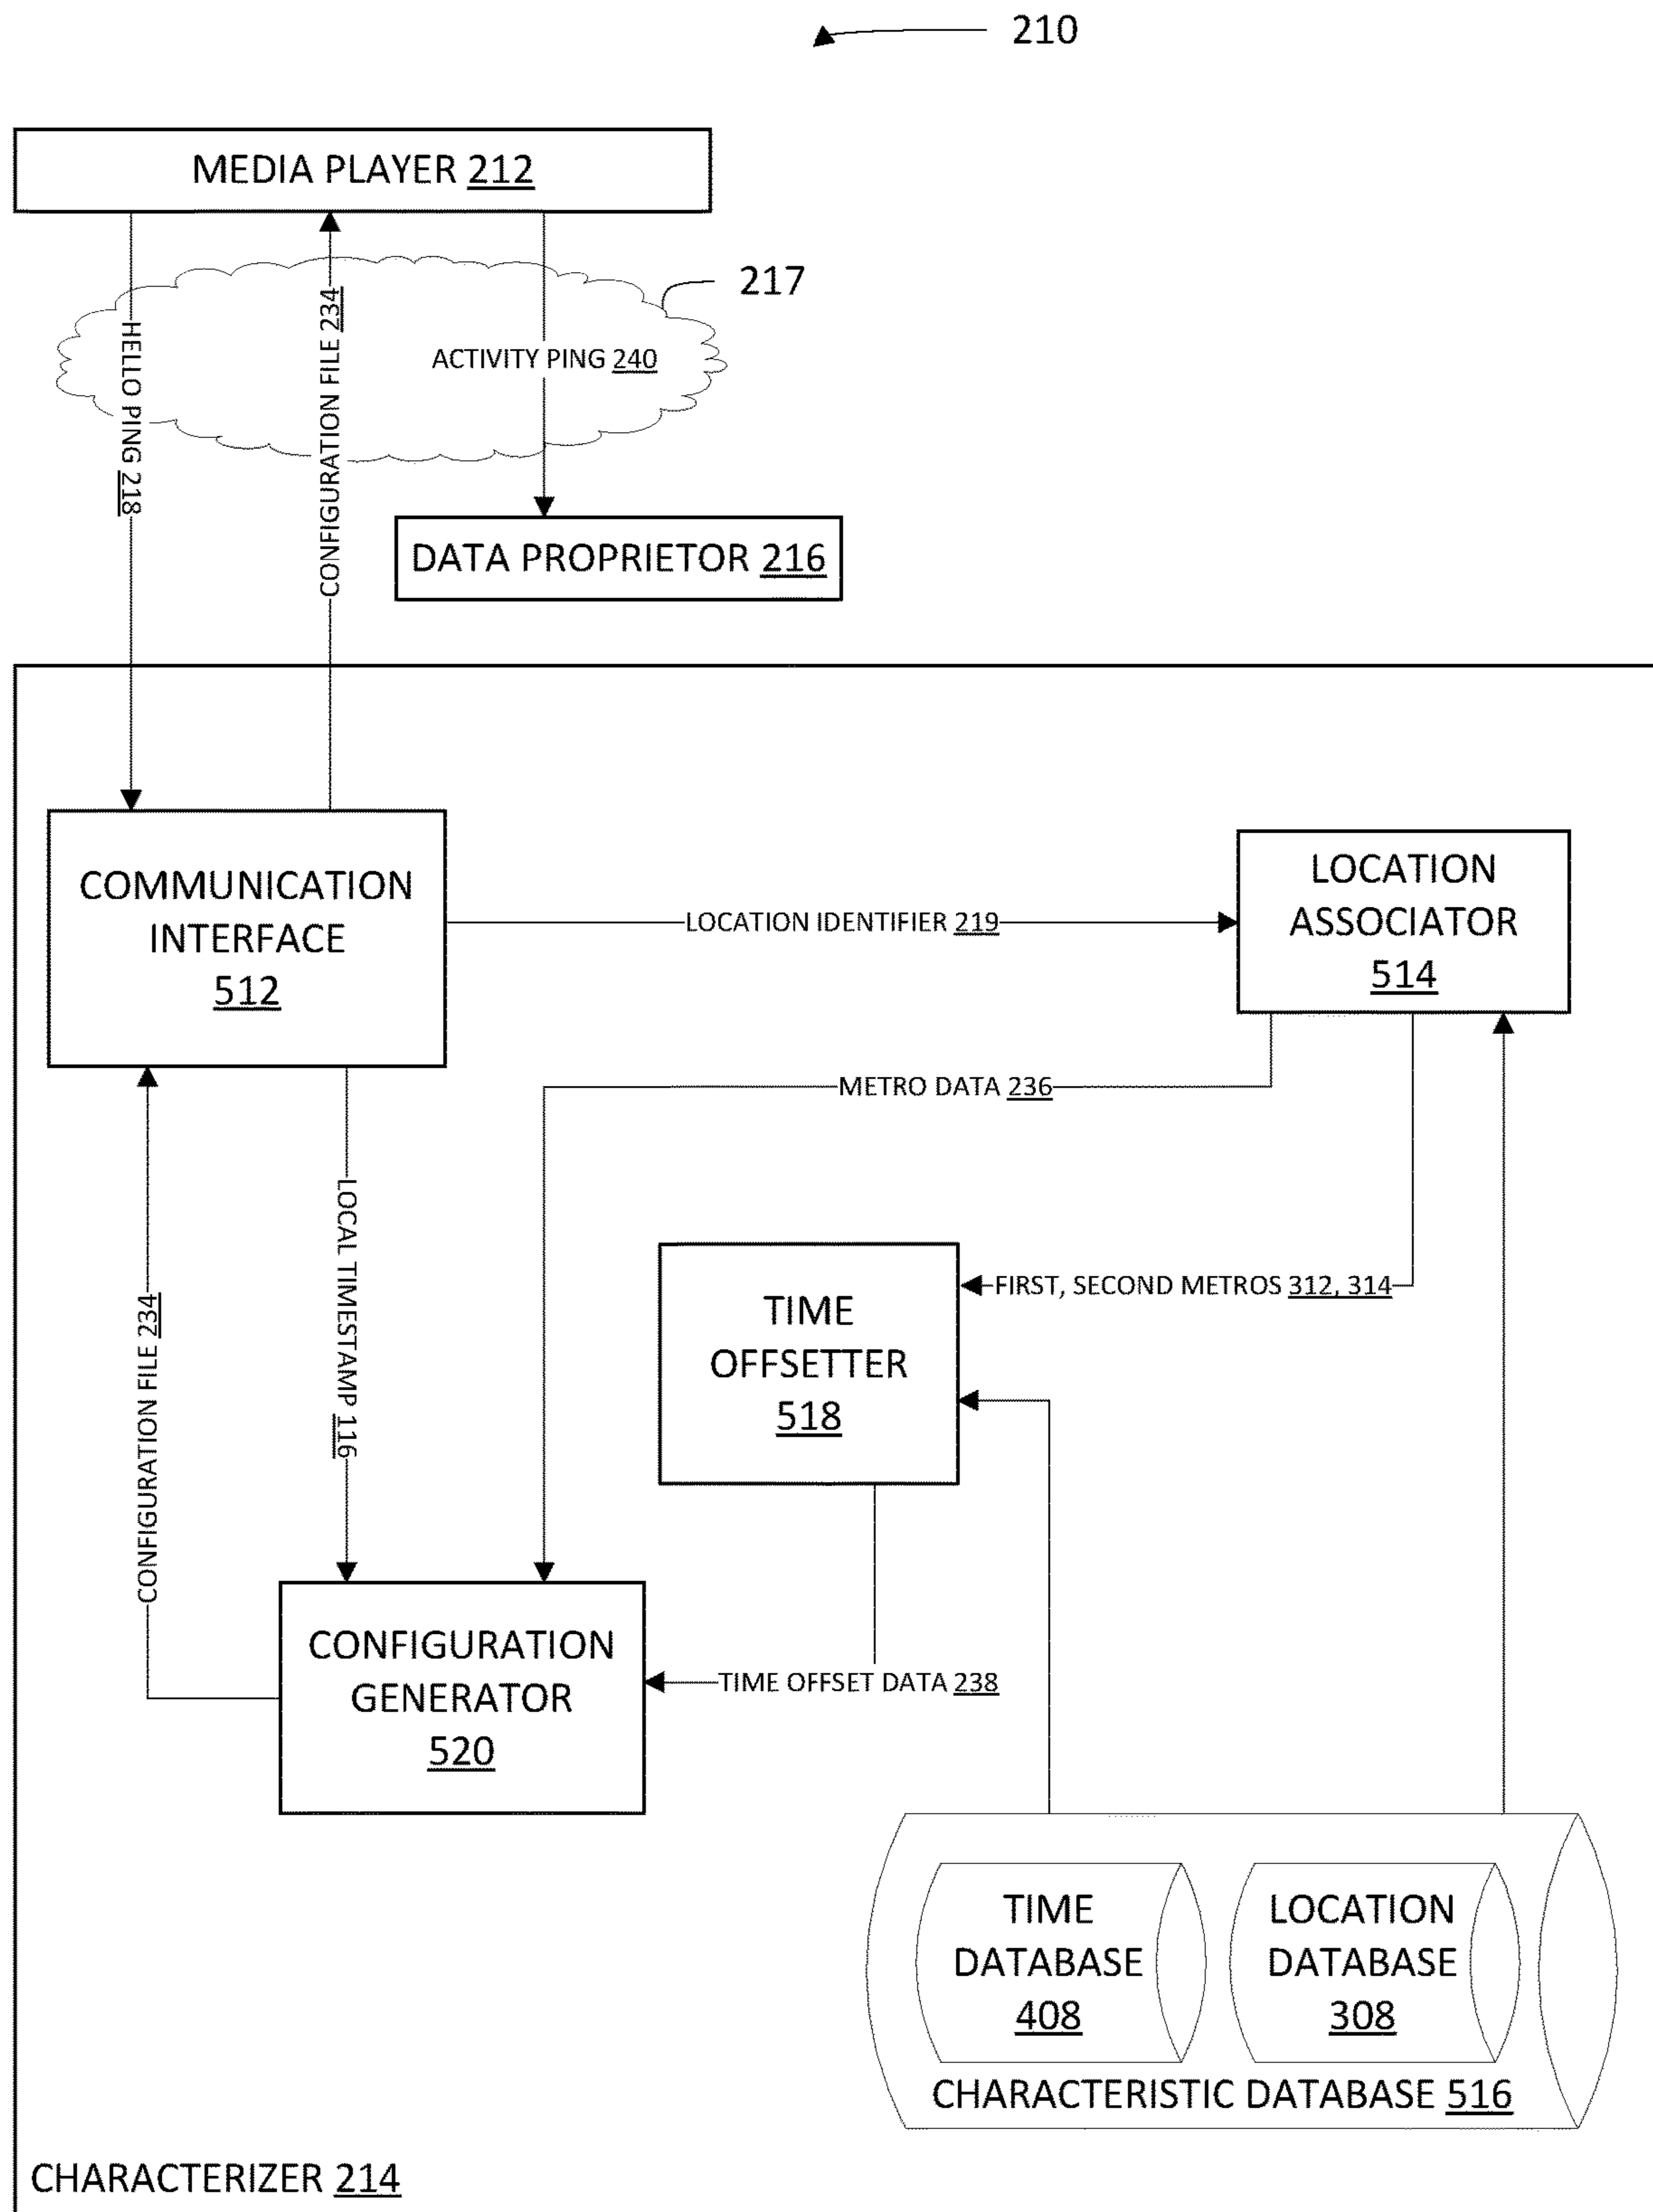 210
MEDIA PLAYER 212
217
HELLO PING 218
CONFIGURATION FILE 234
ACTIVITY PING 240
DATA PROPRIETOR 216
COMMUNICATION
INTERFACE
512
LOCATION IDENTIFIER 219
LOCATION
ASSOCIATOR
514
METRO DATA 236
LOCAL TIMESTAMP 116
CONFIGURATION FILE 234
FIRST, SECOND METROS 312, 314
TIME
OFFSETTER
518
CONFIGURATION
GENERATOR
520
TIME OFFSET DATA 238
TIME
DATABASE
408
LOCATION
DATABASE
308
CHARACTERISTIC DATABASE 516
CHARACTERIZER 214